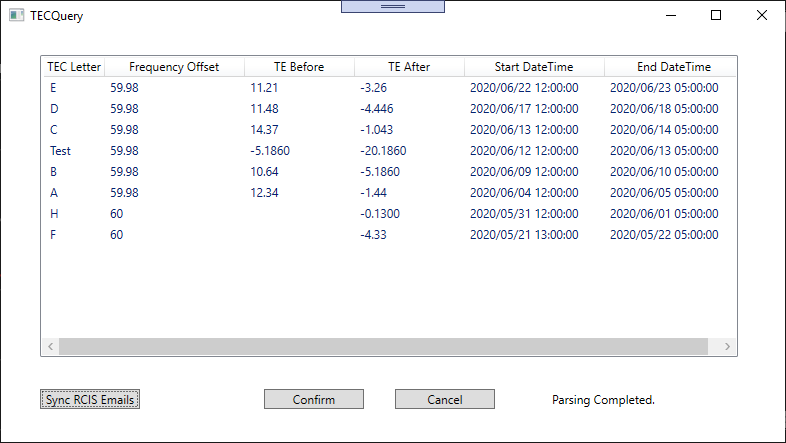 TECQuery
TEC Letter Frequency Offset TE Before TE After Start DateTime End DateTime
E 59.98 11.21 -3.26 2020/06/22 12:00:00 2020/06/23 05:00:00
D 59.98 11.48 -4.446 2020/06/17 12:00:00 2020/06/18 05:00:00
C 59.98 14.37 -1.043 2020/06/13 12:00:00 2020/06/14 05:00:00
Test 59.98 -5.1860 -20.1860 2020/06/12 12:00:00 2020/06/13 05:00:00
B 59.98 10.64 -5.1860 2020/06/09 12:00:00 2020/06/10 05:00:00
A 59.98 12.34 -1.44 2020/06/04 12:00:00 2020/06/05 05:00:00
H 60 -0.1300 2020/05/31 12:00:00 2020/06/01 05:00:00
F 60 -4.33 2020/05/21 13:00:00 2020/05/22 05:00:00
Sync RCIS Emails Confirm Cancel Parsing Completed.